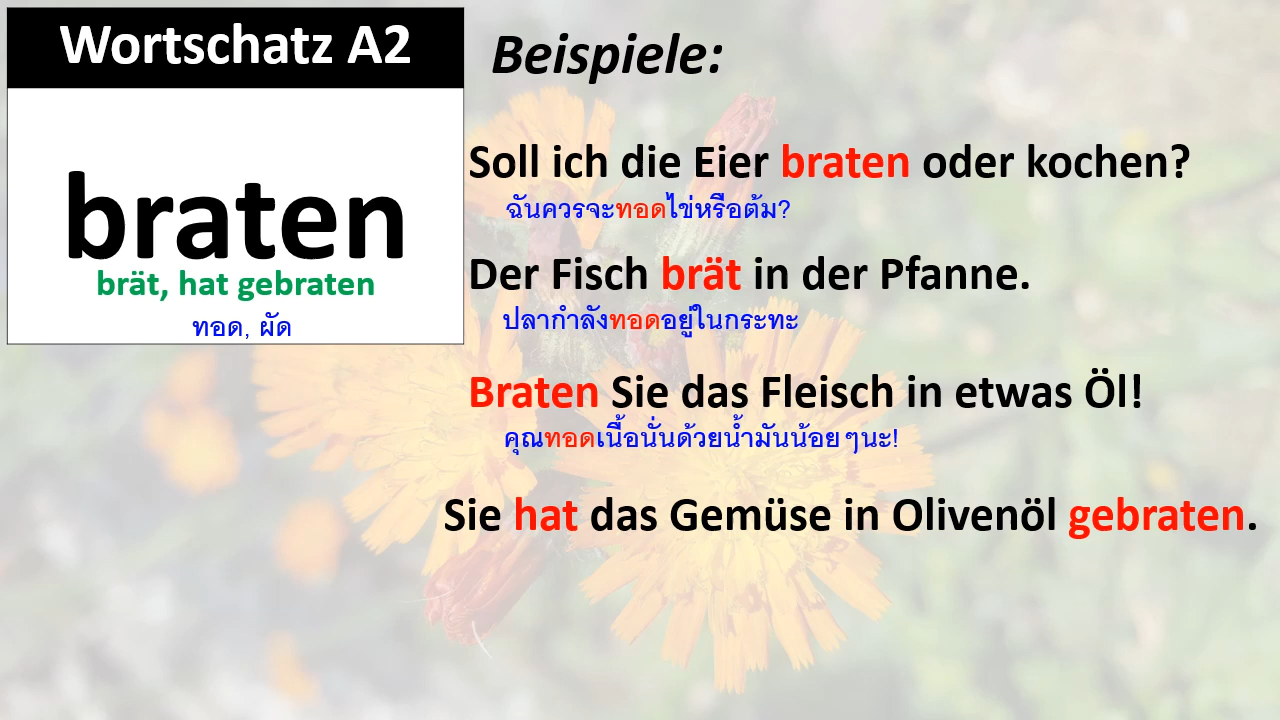 Wortschatz A2
braten
brät, hat gebraten
ทอด, ผัด
Beispiele:
Soll ich die Eier braten oder kochen?
ฉันควรจะทอดไข่หรือต้ม?
Der Fisch brät in der Pfanne.
ปลากำลังทอดอยู่ในกระทะ
Braten Sie das Fleisch in etwas Öl!
คุณทอดเนื้อนั่นด้วยน้ำมันน้อยๆนะ!
Sie hat das Gemüse in Olivenöl gebraten.